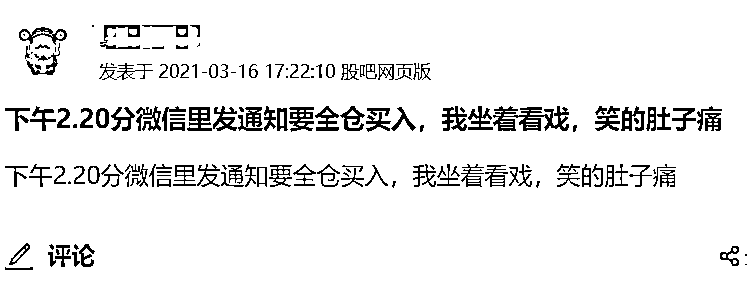 发表于 2021-03-16 17:22:10 股吧网页版
下午2.20分微信里发通知要全仓买入，我坐着看戏，笑的肚子痛
下午2.20分微信里发通知要全仓买入，我坐着看戏，笑的肚子痛
评论